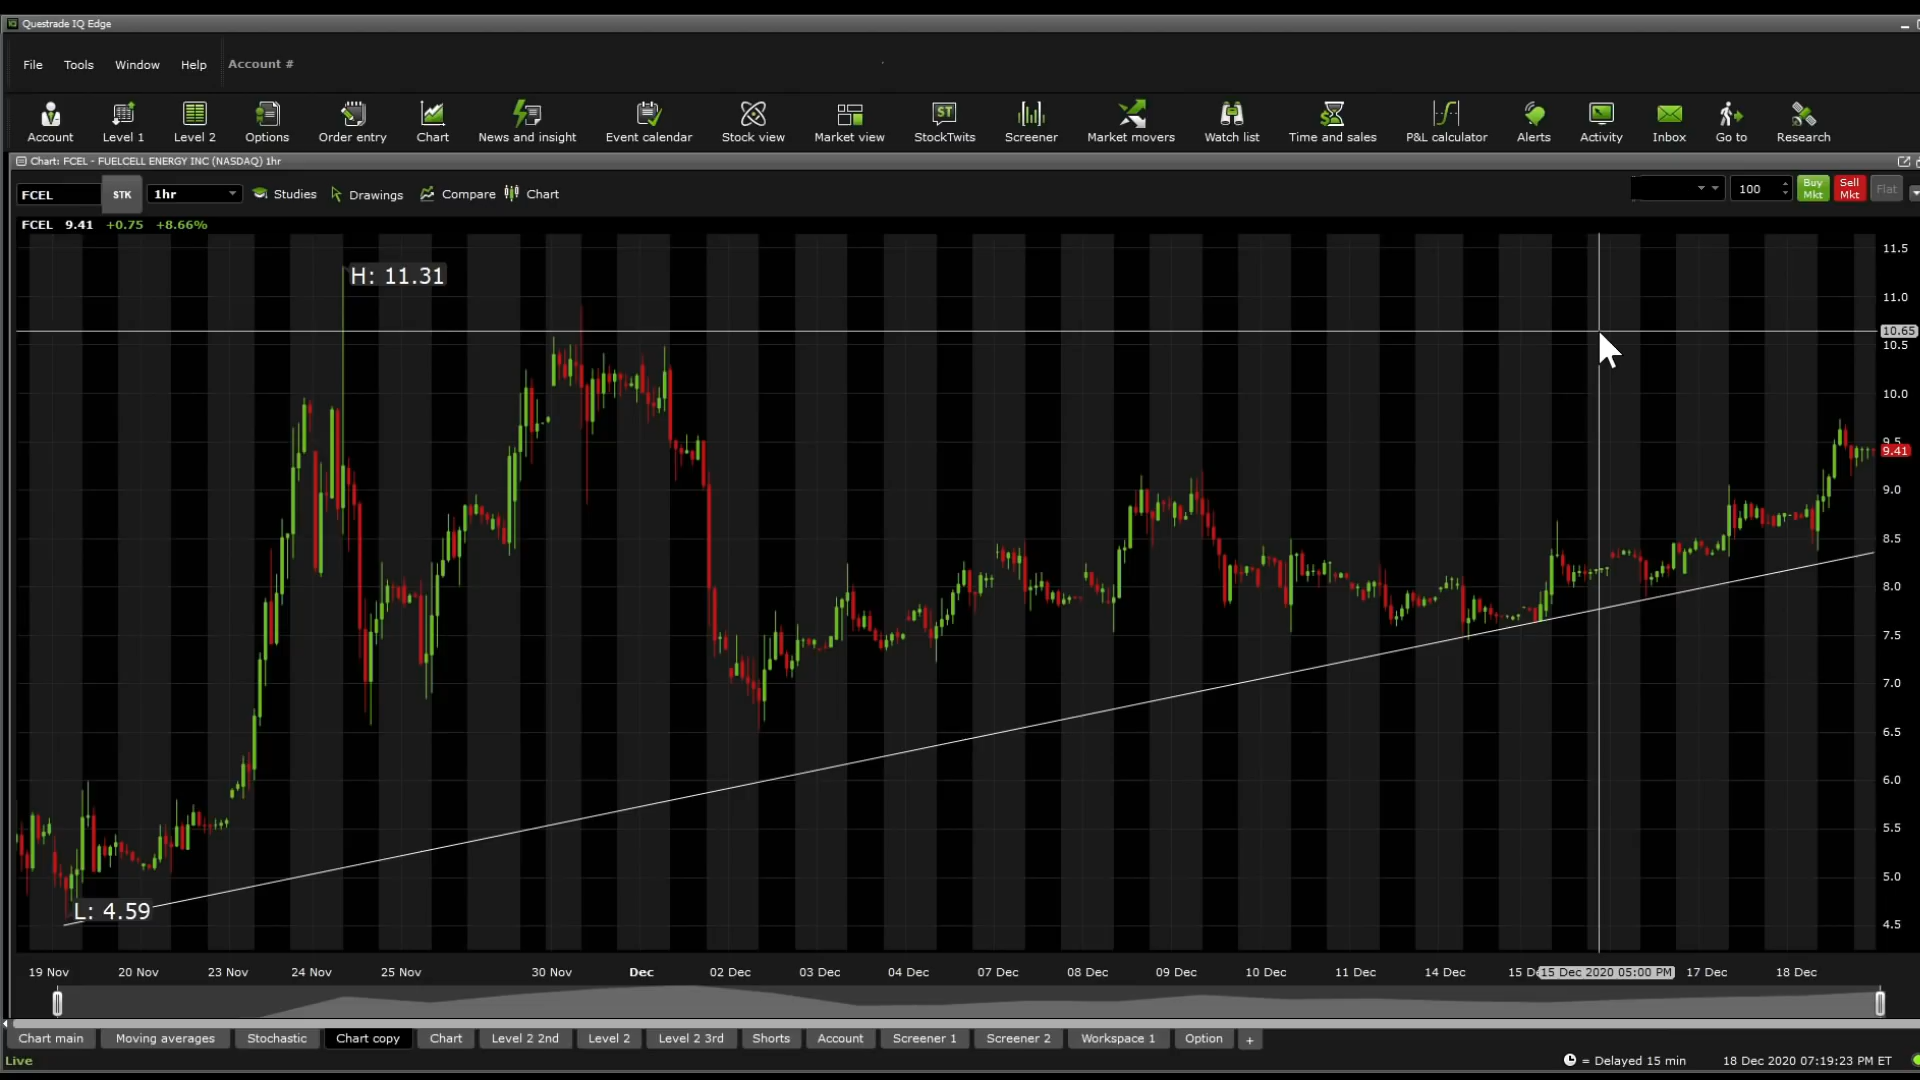 Questrade IQ Edge
File Tools Window Help Account #
Account Level 1 Level 2 Options Order entry Chart News and insight Event calendar Stock view Market view StockTwits Screener Market movers Watch list Time and sales P&L calculator Alerts Activity Inbox Go to Research
Chart: FCEL - FUELCELL ENERGY INC (NASDAQ) 1hr
FCEL STK 1hr Studies Drawings Compare Chart 100 Buy Mkt Sell Mkt Flat
FCEL 9.41 +0.75 +8.66%
11.5
H: 11.31
11.0
10.65
10.5
10.0
9.5
9.41
9.0
8.5
8.0
7.5
7.0
6.5
6.0
5.5
5.0
L: 4.59
4.5
19 Nov 20 Nov 23 Nov 24 Nov 25 Nov 30 Nov Dec 02 Dec 03 Dec 04 Dec 07 Dec 08 Dec 09 Dec 10 Dec 11 Dec 14 Dec 15 D 15 Dec 2020 05:00 PM 17 Dec 18 Dec
Chart main Moving averages Stochastic Chart copy Chart Level 2 2nd Level 2 Level 2 3rd Shorts Account Screener 1 Screener 2 Workspace 1 Option +
Live = Delayed 15 min 18 Dec 2020 07:19:23 PM ET